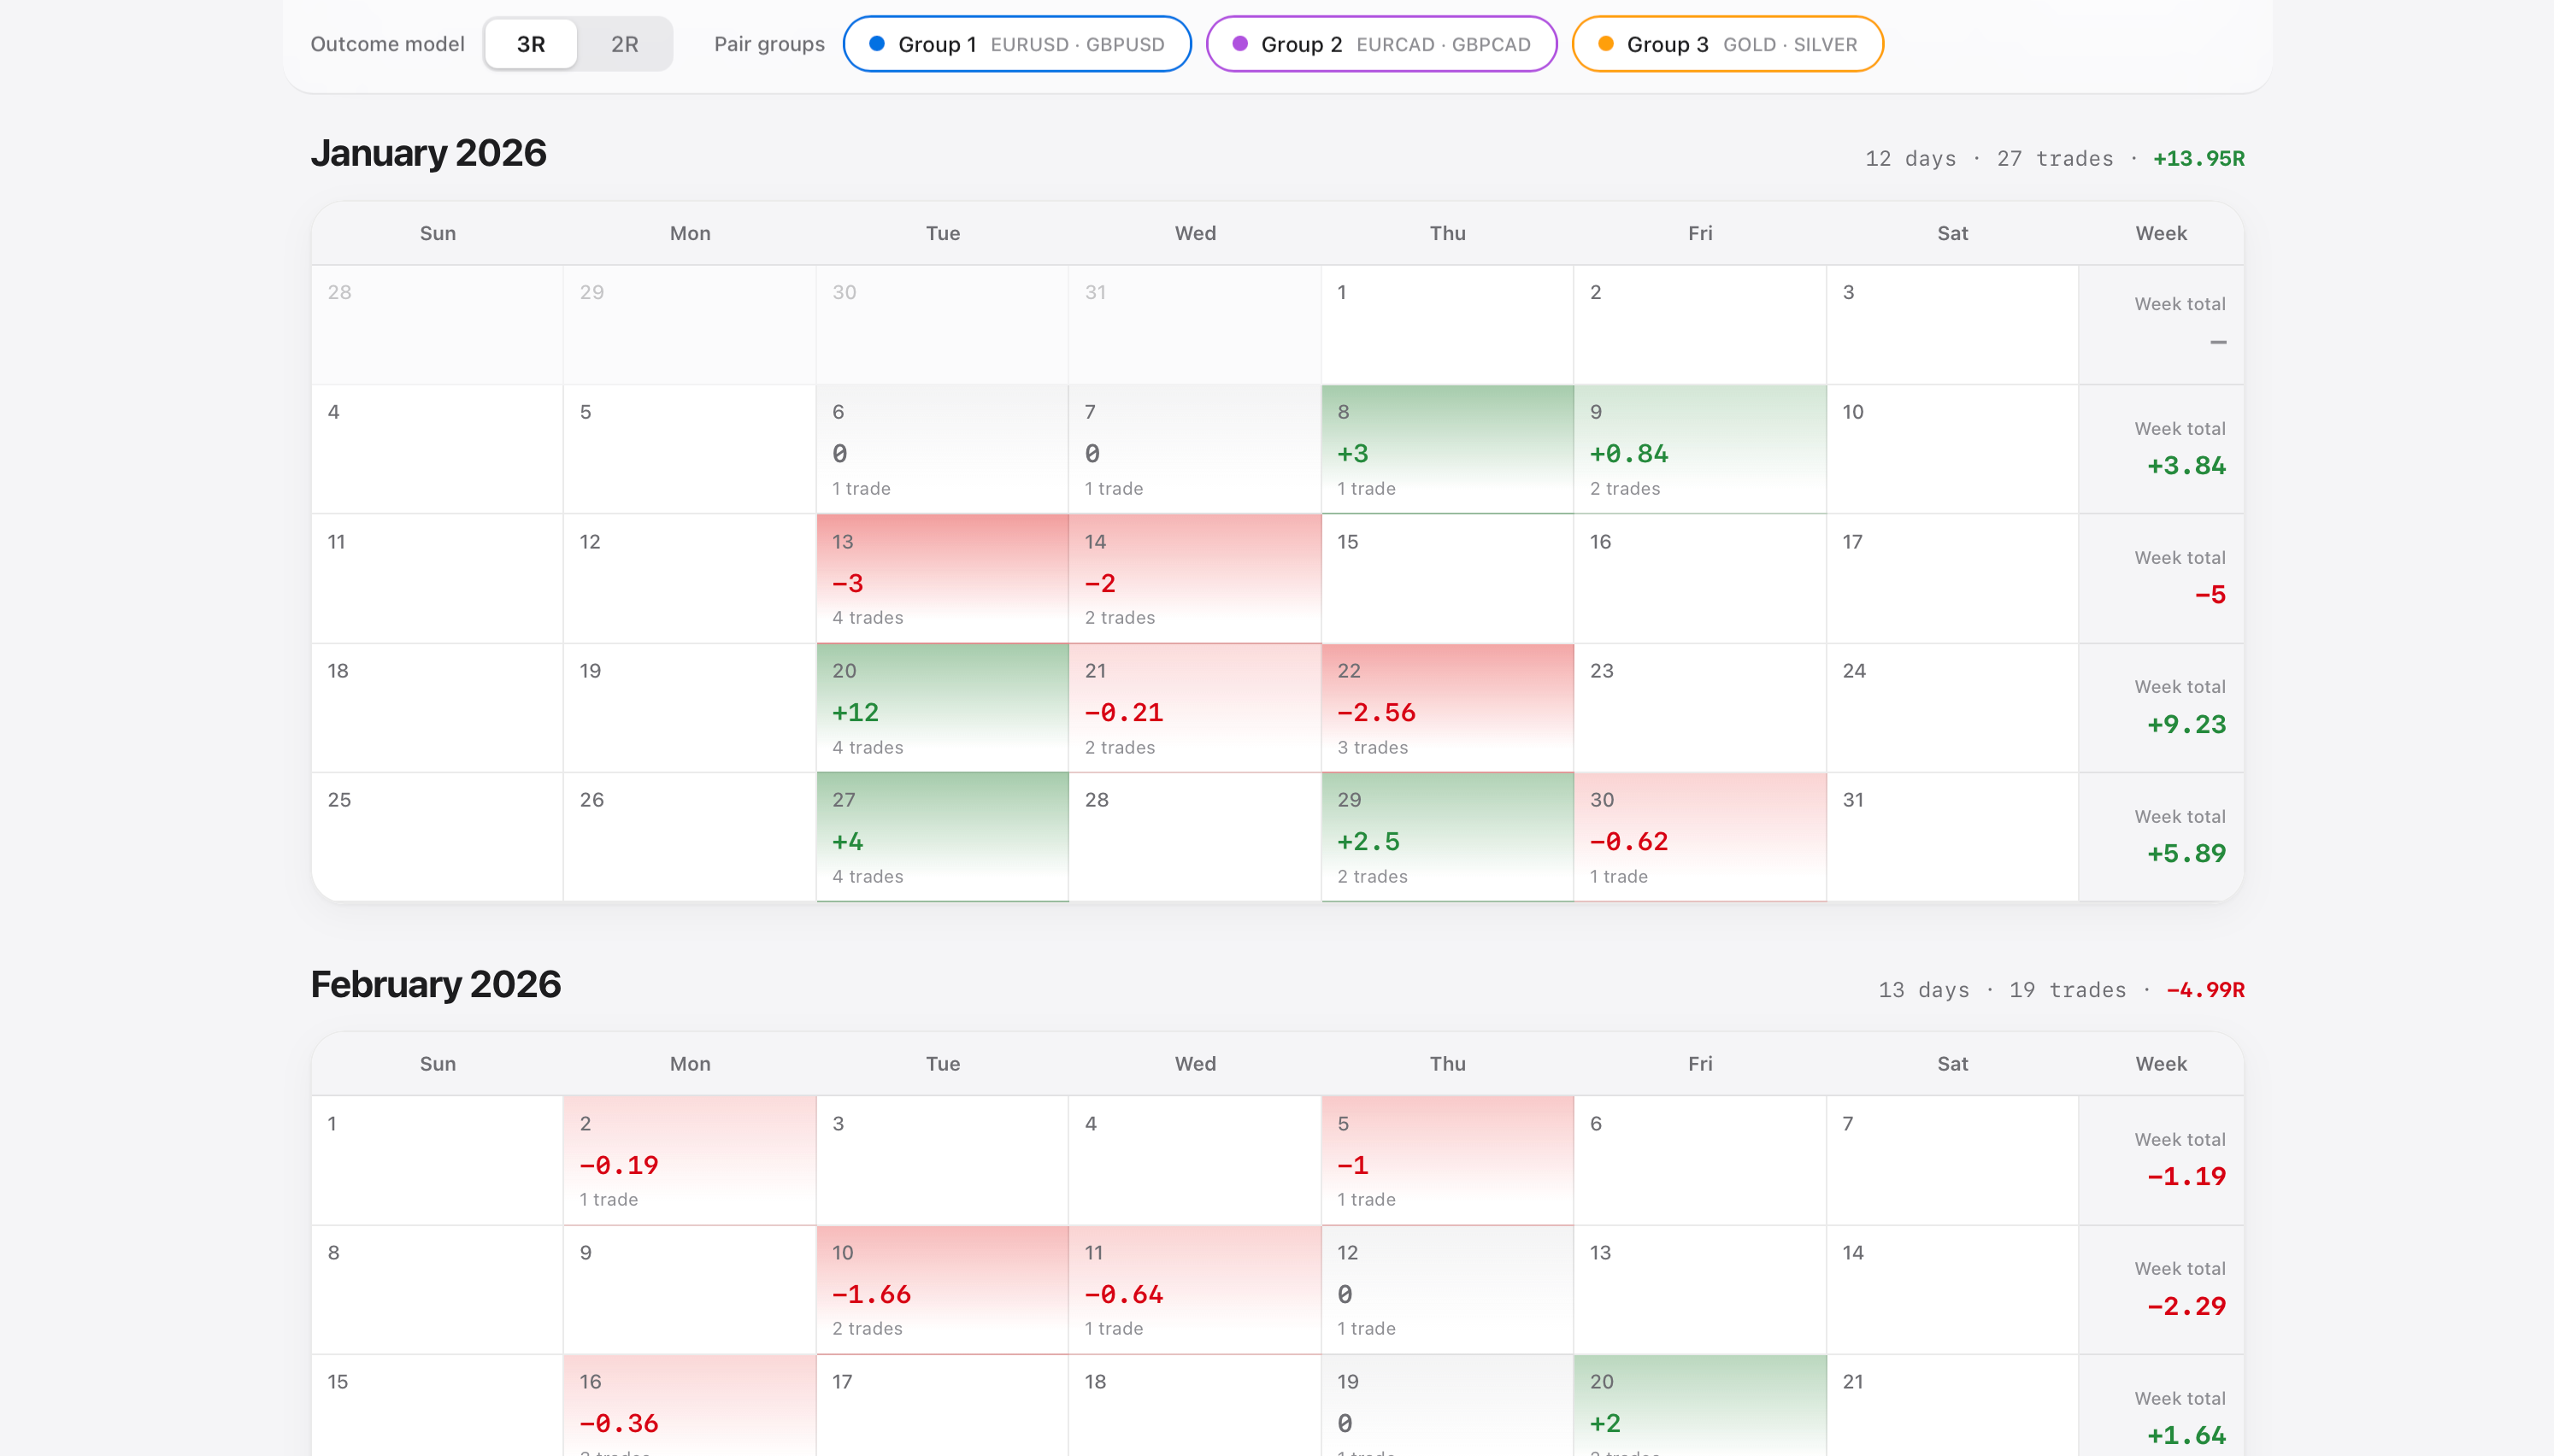 Outcome model 3R 2R Pair groups Group 1 EURUSD · GBPUSD Group 2 EURCAD · GBPCAD Group 3 GOLD · SILVER
January 2026 12 days · 27 trades · +13.95R
Sun Mon Tue Wed Thu Fri Sat Week
28 29 30 31 1 2 3 Week total
–
4 5 6 7 8 9 10 Week total
0 0 +3 +0.84 +3.84
1 trade 1 trade 1 trade 2 trades
11 12 13 14 15 16 17 Week total
−3 −2 −5
4 trades 2 trades
18 19 20 21 22 23 24 Week total
+12 −0.21 −2.56 +9.23
4 trades 2 trades 3 trades
25 26 27 28 29 30 31 Week total
+4 +2.5 −0.62 +5.89
4 trades 2 trades 1 trade
February 2026 13 days · 19 trades · −4.99R
Sun Mon Tue Wed Thu Fri Sat Week
1 2 3 4 5 6 7 Week total
−0.19 −1 −1.19
1 trade 1 trade
8 9 10 11 12 13 14 Week total
−1.66 −0.64 0 −2.29
2 trades 1 trade 1 trade
15 16 17 18 19 20 21 Week total
−0.36 0 +2 +1.64